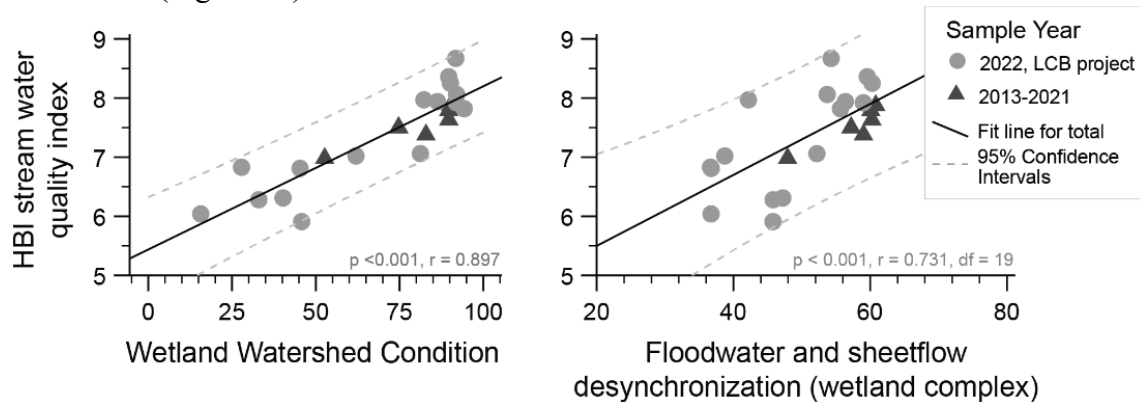 HBI stream water
quality index
9
8
7
6
5
p <0.001, r = 0.897
0 25 50 75 100
Wetland Watershed Condition
9
8
7
6
5
p < 0.001, r = 0.731, df = 19
20 40 60 80
Floodwater and sheetflow
desynchronization (wetland complex)
Sample Year
2022, LCB project
2013-2021
Fit line for total
95% Confidence
Intervals